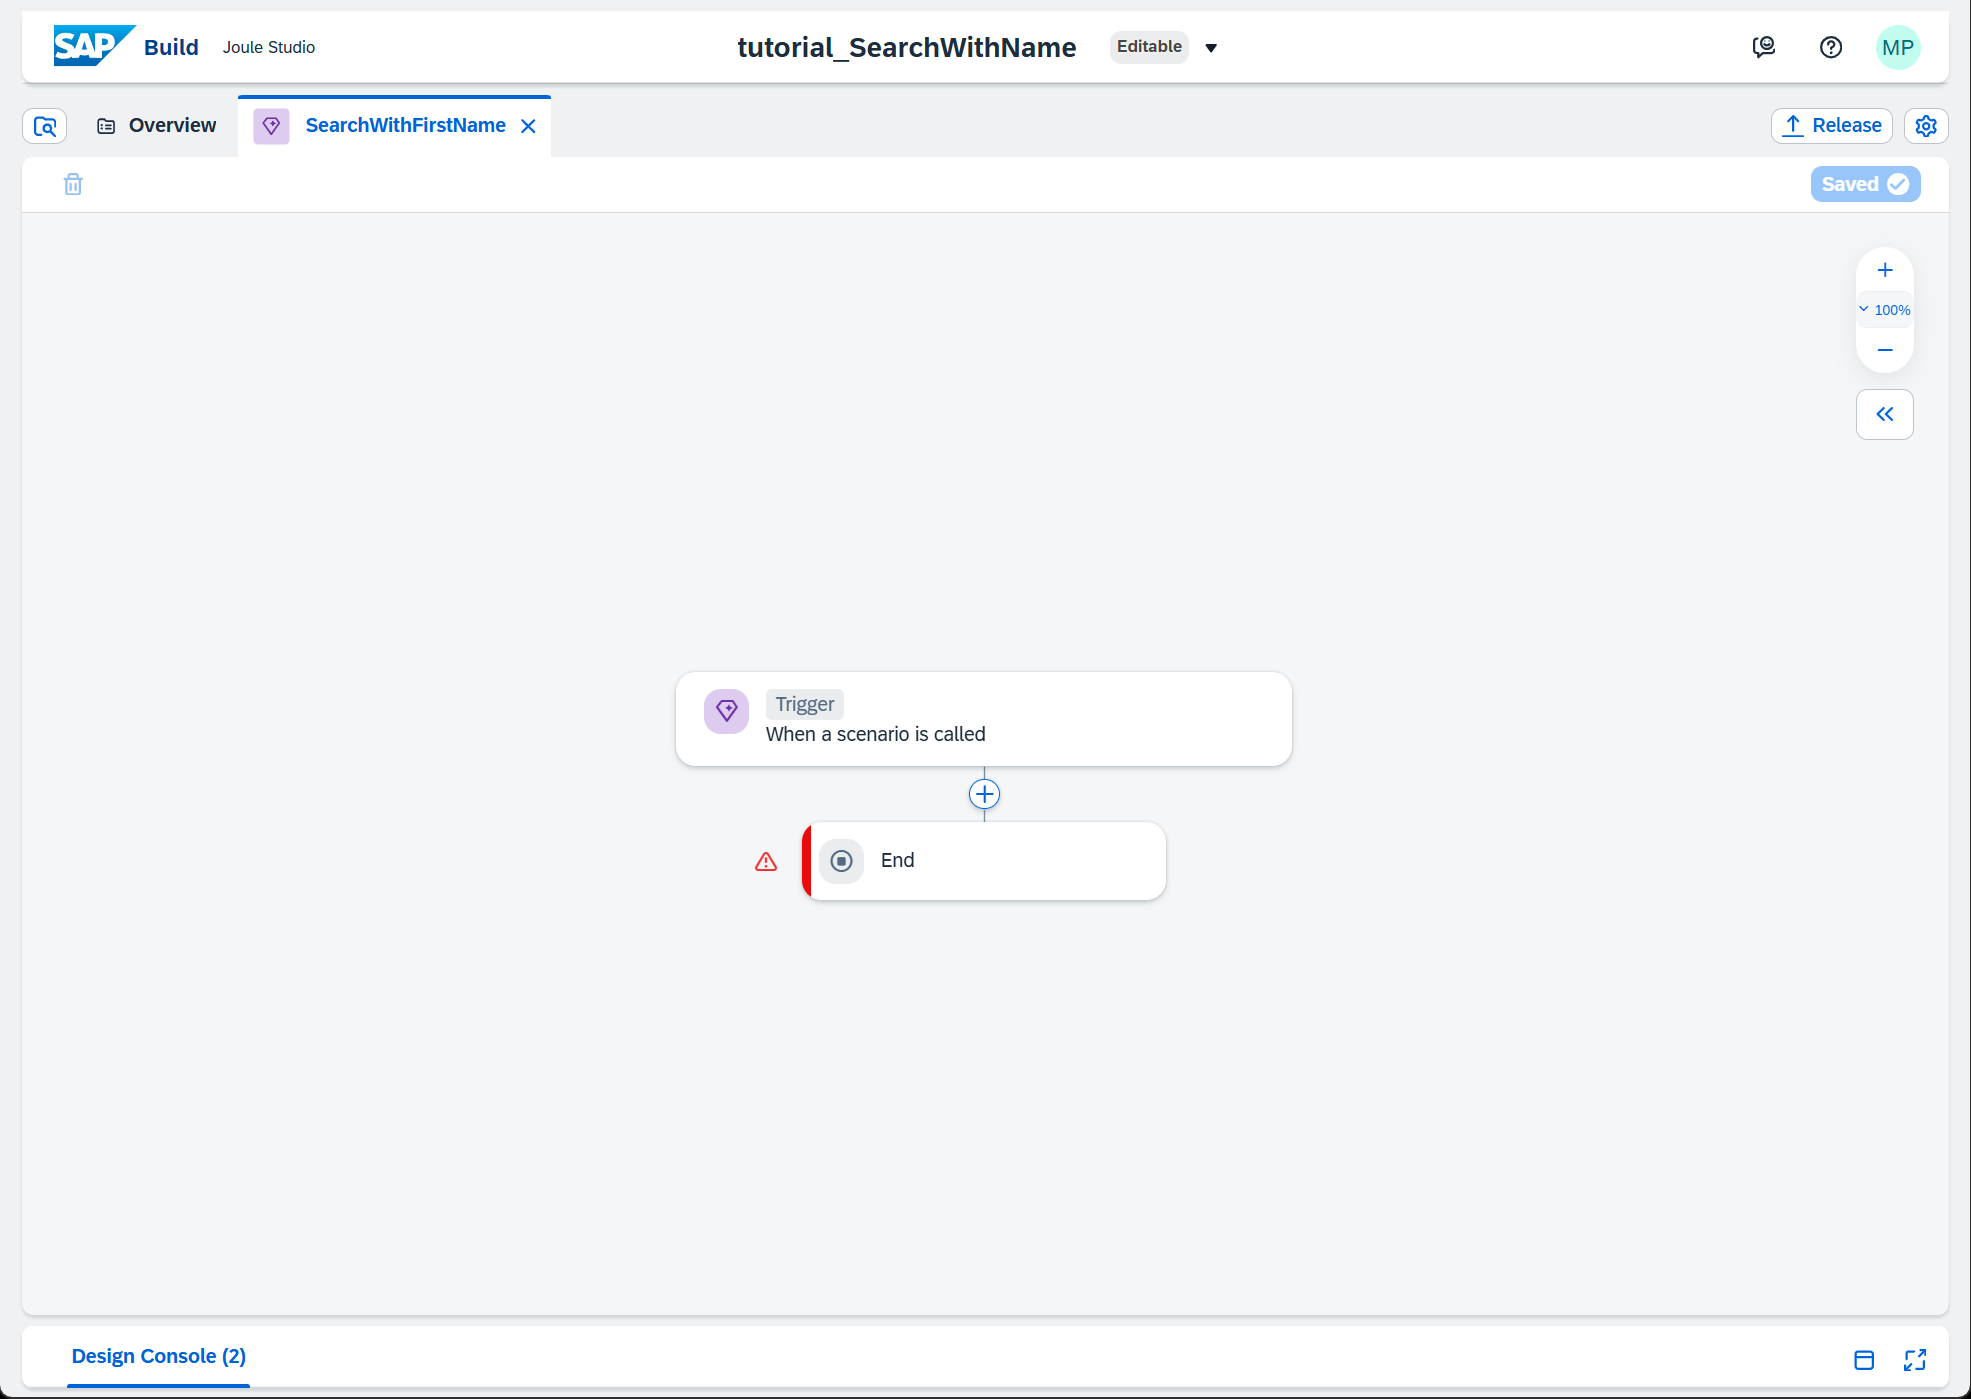 SAP Build Joule Studio tutorial_SearchWithName Editable MP
Overview SearchWithFirstName Release
Saved
100%
Trigger
When a scenario is called
End
Design Console (2)